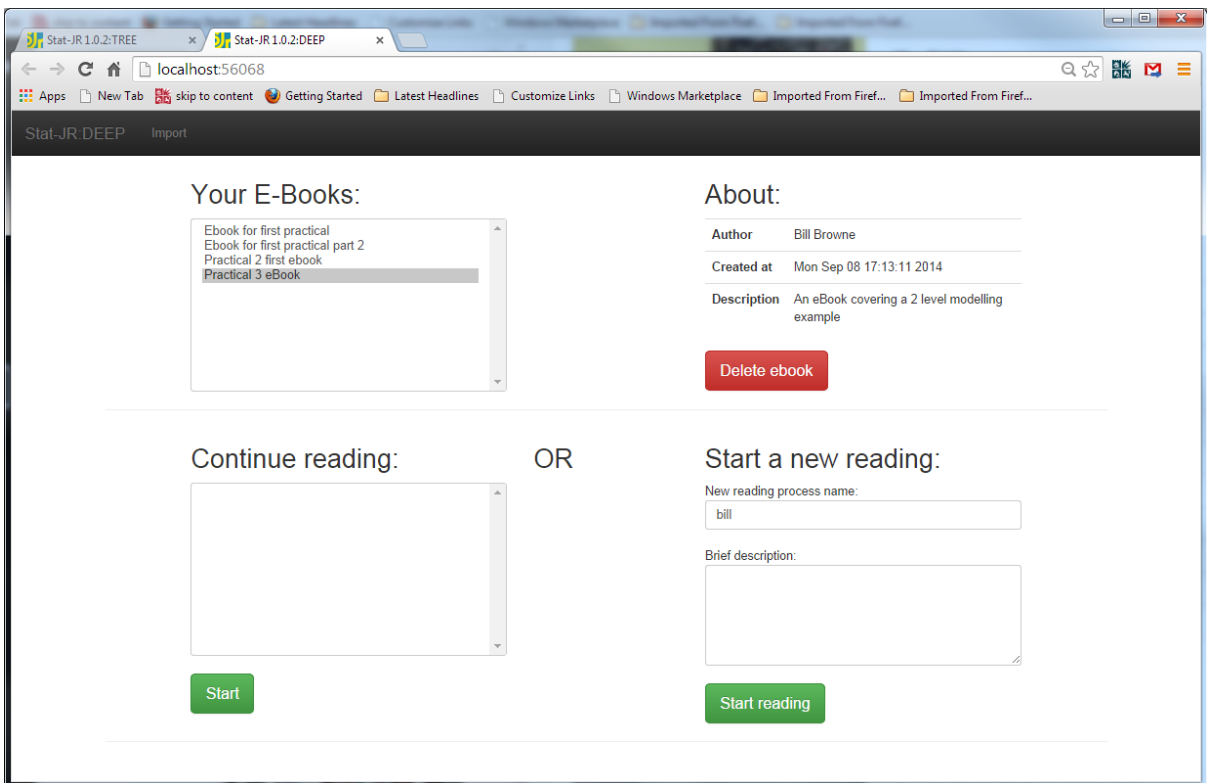 Stat-JR 1.0.2:TREE
Stat-JR 1.0.2:DEEP
localhost:56068
Apps New Tab skip to content Getting Started Latest Headlines Customize Links Windows Marketplace Imported From Firef... Imported From Firef...
Stat-JR:DEEP Import
Your E-Books:
Ebook for first practical
Ebook for first practical part 2
Practical 2 first ebook
Practical 3 eBook
About:
Author Bill Browne
Created at Mon Sep 08 17:13:11 2014
Description An eBook covering a 2 level modelling
example
Delete ebook
Continue reading:
Start
OR
Start a new reading:
New reading process name:
bill
Brief description:
Start reading